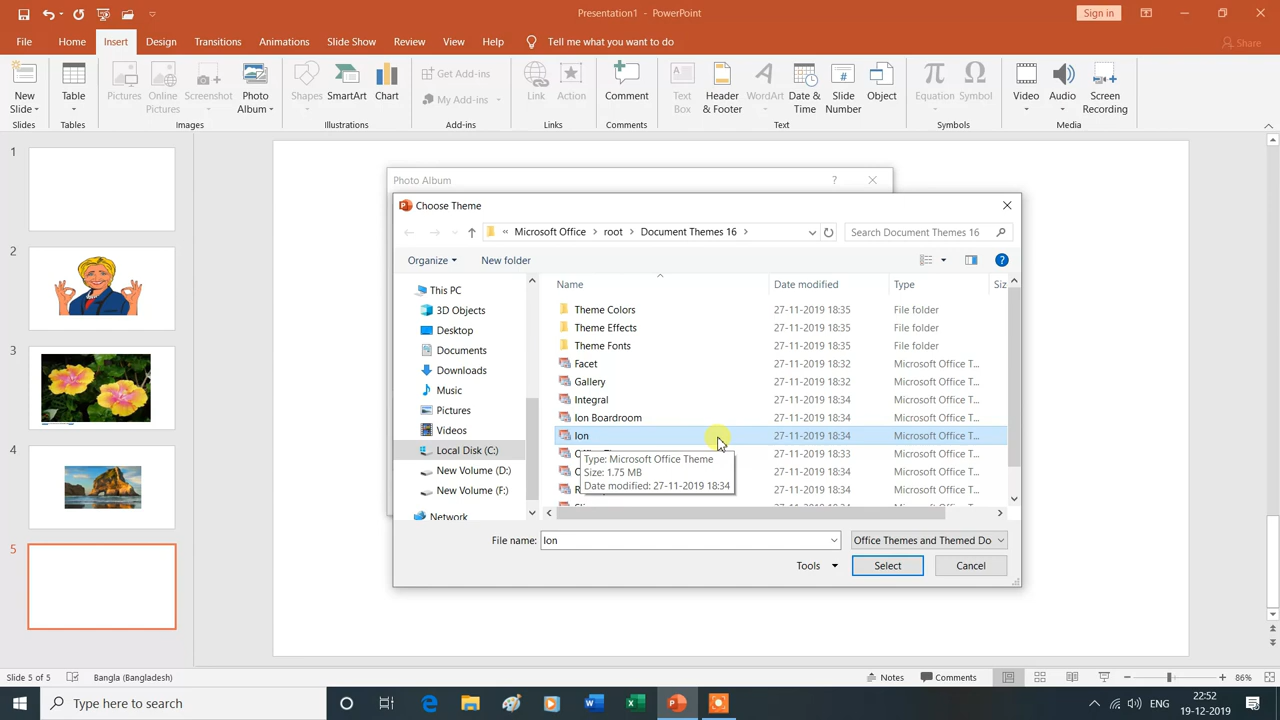 Presentation1 - PowerPoint
Sign in
File Home Insert Design Transitions Animations Slide Show Review View Help Tell me what you want to do Share
New Slide
Table
Pictures
Online Pictures
Screenshot
Photo Album
Shapes
SmartArt
Chart
Get Add-ins
My Add-ins
Link
Action
Comment
Text Box
Header & Footer
WordArt
Date & Time
Slide Number
Object
Equation
Symbol
Video
Audio
Screen Recording
Slides Tables Images Illustrations Add-ins Links Comments Text Symbols Media
1
2
3
4
5
Photo Album ?
Choose Theme
« Microsoft Office > root > Document Themes 16 >
Search Document Themes 16
Organize New folder
This PC
3D Objects
Desktop
Documents
Downloads
Music
Pictures
Videos
Local Disk (C:)
New Volume (D:)
New Volume (F:)
Network
Name Date modified Type Siz
Theme Colors 27-11-2019 18:35 File folder
Theme Effects 27-11-2019 18:35 File folder
Theme Fonts 27-11-2019 18:35 File folder
Facet 27-11-2019 18:32 Microsoft Office T...
Gallery 27-11-2019 18:32 Microsoft Office T...
Integral 27-11-2019 18:34 Microsoft Office T...
Ion Boardroom 27-11-2019 18:34 Microsoft Office T...
Ion 27-11-2019 18:34 Microsoft Office T...
27-11-2019 18:33 Microsoft Office T...
27-11-2019 18:34 Microsoft Office T...
27-11-2019 18:34 Microsoft Office T...
Type: Microsoft Office Theme
Size: 1.75 MB
Date modified: 27-11-2019 18:34
File name: Ion
Office Themes and Themed Do
Tools Select Cancel
Slide 5 of 5 Bangla (Bangladesh) Notes Comments 86%
Type here to search
ENG
22:52
19-12-2019